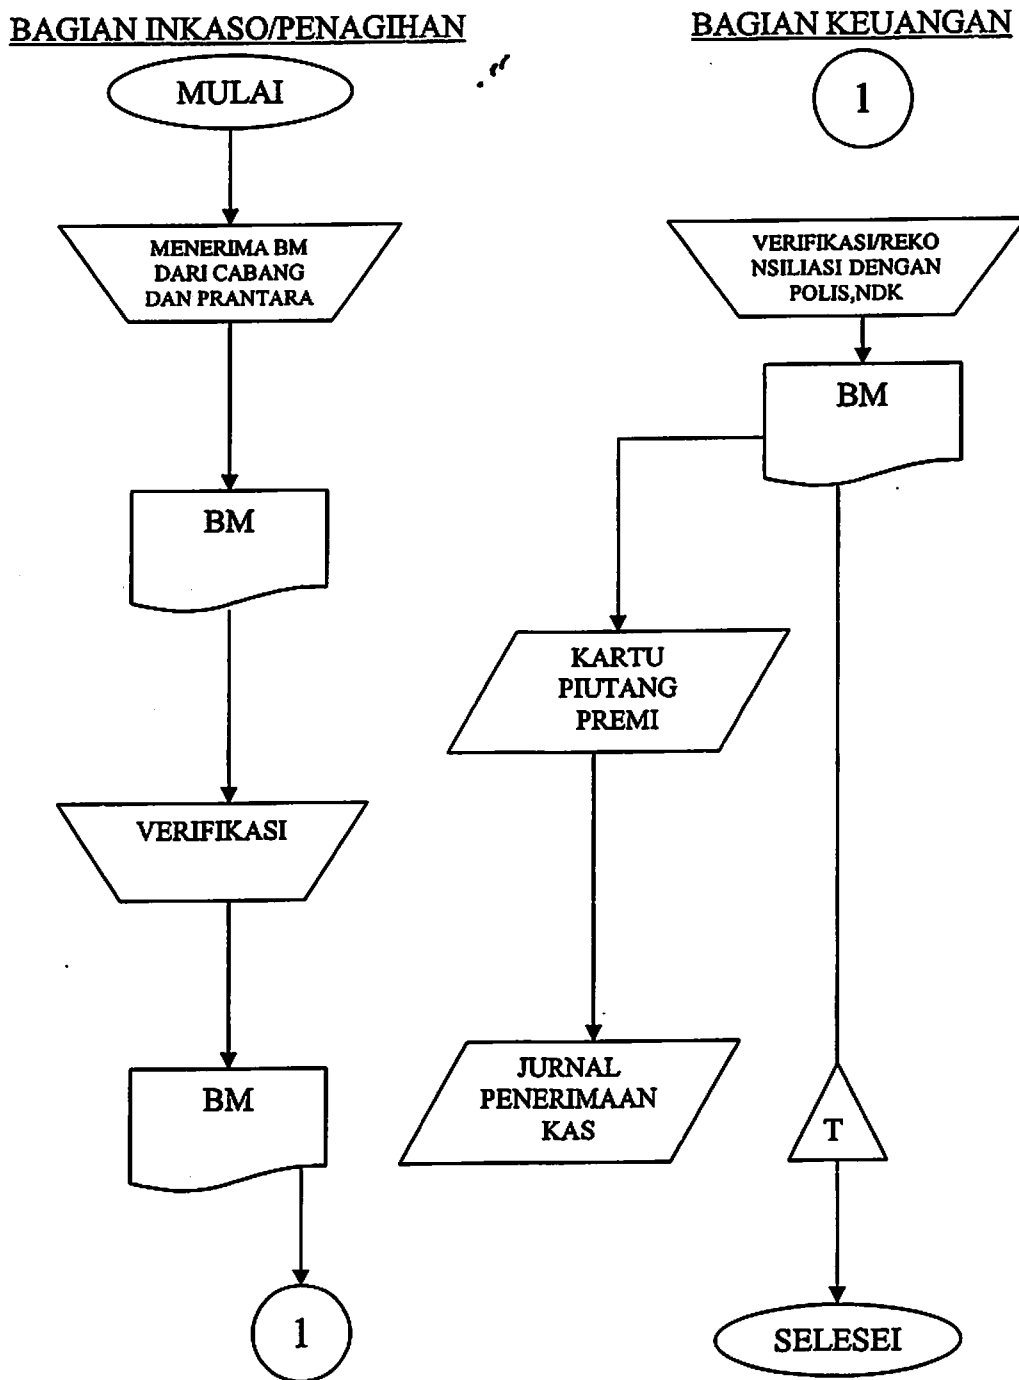 BAGIAN INKASO/PENAGIHAN
MULAI
MENERIMA BM
DARI CABANG
DAN PRANTARA
BM
VERIFIKASI
BM
1
BAGIAN KEUANGAN
1
VERIFIKASI/REKO
NSILIASI DENGAN
POLIS,NDK
BM
KARTU
PIUTANG
PREMI
JURNAL
PENERIMAAN
KAS
T
SELESEI